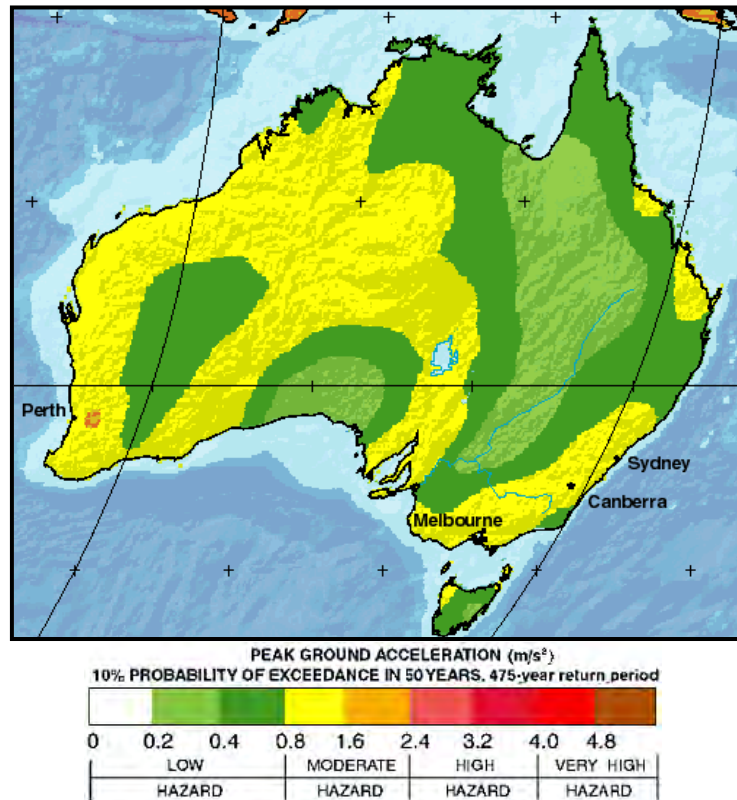 Perth
Sydney
Canberra
Melbourne
PEAK GROUND ACCELERATION (m/s²)
10% PROBABILITY OF EXCEEDANCE IN 50 YEARS, 475-year return period
0 0.2 0.4 0.8 1.6 2.4 3.2 4.0 4.8
LOW MODERATE HIGH VERY HIGH
HAZARD HAZARD HAZARD HAZARD